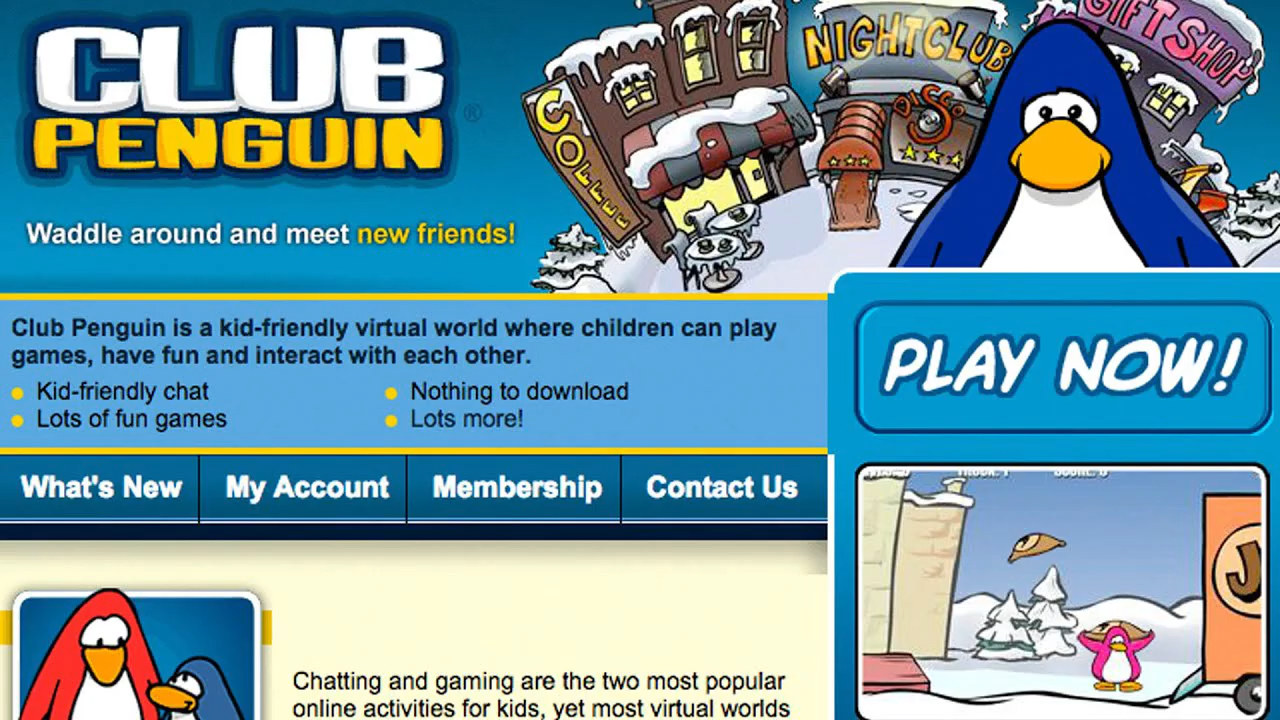 CLUB
PENGUIN
®
Waddle around and meet new friends!
COFFEE
NIGHTCLUB
DISCO
GIFT SHOP
Club Penguin is a kid-friendly virtual world where children can play
games, have fun and interact with each other.
Kid-friendly chat
Nothing to download
Lots of fun games
Lots more!
PLAY NOW!
What's New
My Account
Membership
Contact Us
J
Chatting and gaming are the two most popular
online activities for kids, yet most virtual worlds